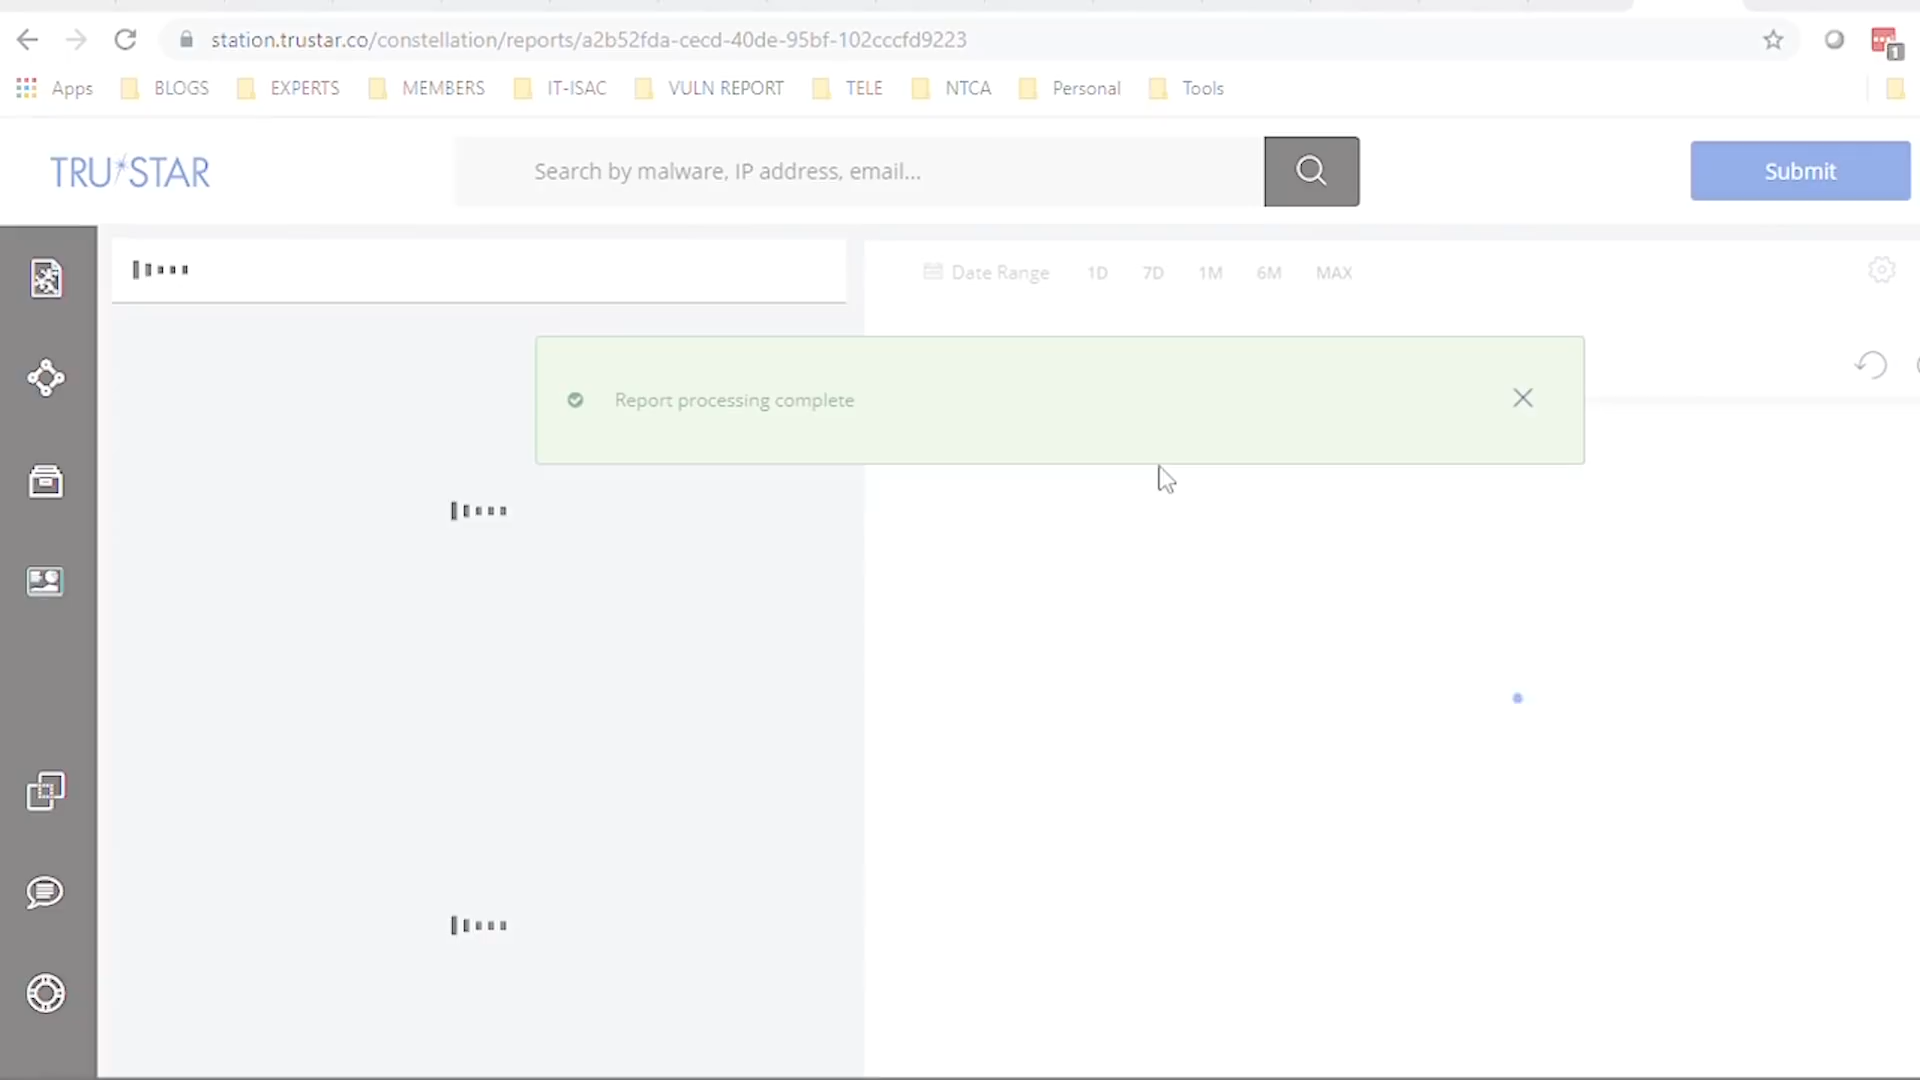 station.trustar.co/constellation/reports/a2b52fda-cecd-40de-95bf-102cccfd9223
1
Apps BLOGS EXPERTS MEMBERS IT-ISAC VULN REPORT TELE NTCA Personal Tools
TRUSTAR Search by malware, IP address, email... Submit
Date Range 1D 7D 1M 6M MAX
Report processing complete